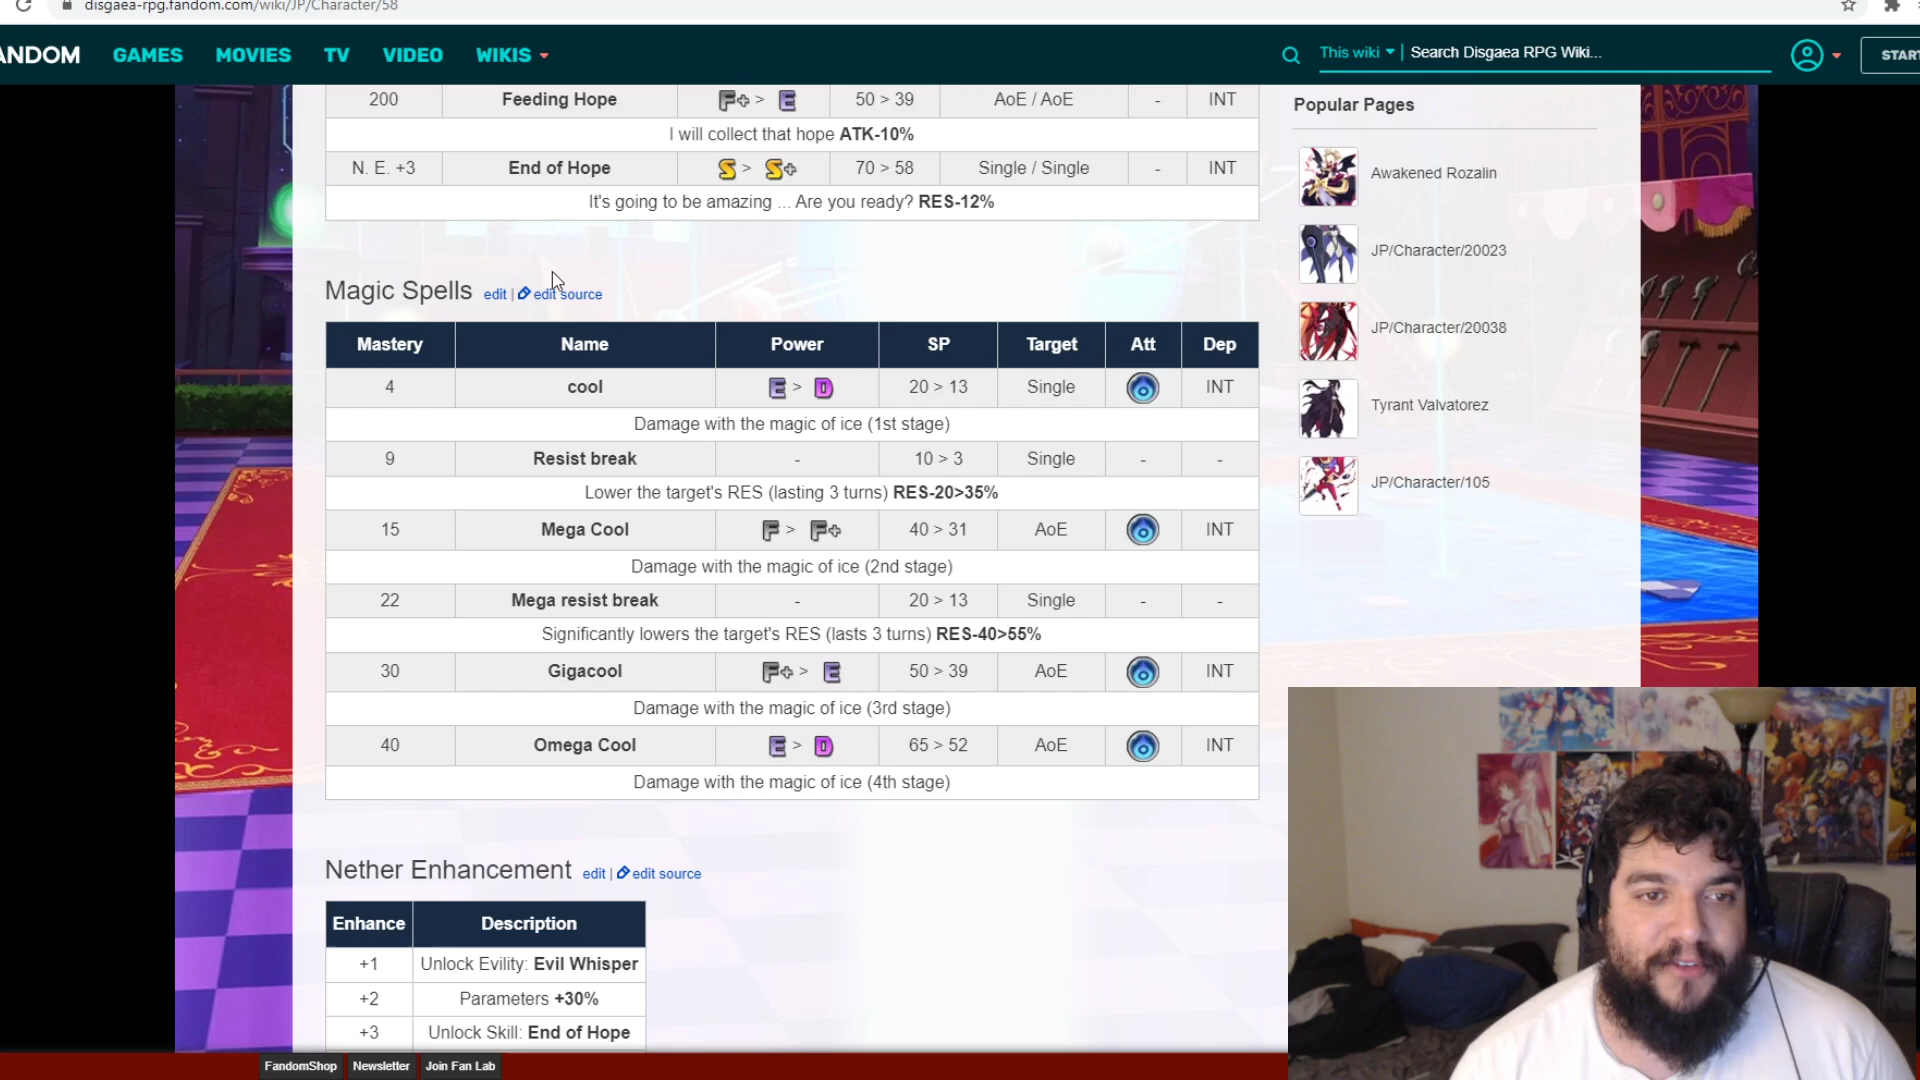 disgaea-rpg.fandom.com/wiki/JP/Character/58
ANDOM GAMES MOVIES TV VIDEO WIKIS This wiki Search Disgaea RPG Wiki... START
200 Feeding Hope F+ > E 50 > 39 AoE / AoE - INT
I will collect that hope ATK-10%
N. E. +3 End of Hope S > S+ 70 > 58 Single / Single - INT
It's going to be amazing ... Are you ready? RES-12%
Magic Spells edit | edit source
Mastery Name Power SP Target Att Dep
4 cool E > D 20 > 13 Single INT
Damage with the magic of ice (1st stage)
9 Resist break - 10 > 3 Single - -
Lower the target's RES (lasting 3 turns) RES-20>35%
15 Mega Cool F > F+ 40 > 31 AoE INT
Damage with the magic of ice (2nd stage)
22 Mega resist break - 20 > 13 Single - -
Significantly lowers the target's RES (lasts 3 turns) RES-40>55%
30 Gigacool F+ > E 50 > 39 AoE INT
Damage with the magic of ice (3rd stage)
40 Omega Cool E > D 65 > 52 AoE INT
Damage with the magic of ice (4th stage)
Nether Enhancement edit | edit source
Enhance Description
+1 Unlock Evility: Evil Whisper
+2 Parameters +30%
+3 Unlock Skill: End of Hope
Popular Pages
Awakened Rozalin
JP/Character/20023
JP/Character/20038
Tyrant Valvatorez
JP/Character/105
FandomShop Newsletter Join Fan Lab